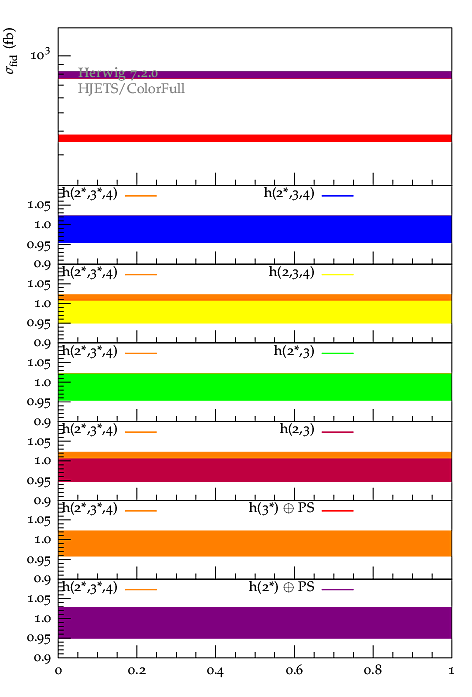 σfid (fb)
10³
Herwig 7.2.0
HJETS/ColorFull
h(2*,3*,4) h(2*,3,4)
1.05
1.0
0.95
0.9
h(2*,3*,4) h(2,3,4)
1.05
1.0
0.95
0.9
h(2*,3*,4) h(2*,3)
1.05
1.0
0.95
0.9
h(2*,3*,4) h(2,3)
1.05
1.0
0.95
0.9
h(2*,3*,4) h(3*) ⊕ PS
1.05
1.0
0.95
0.9
h(2*,3*,4) h(2*) ⊕ PS
1.05
1.0
0.95
0.9
0 0.2 0.4 0.6 0.8 1